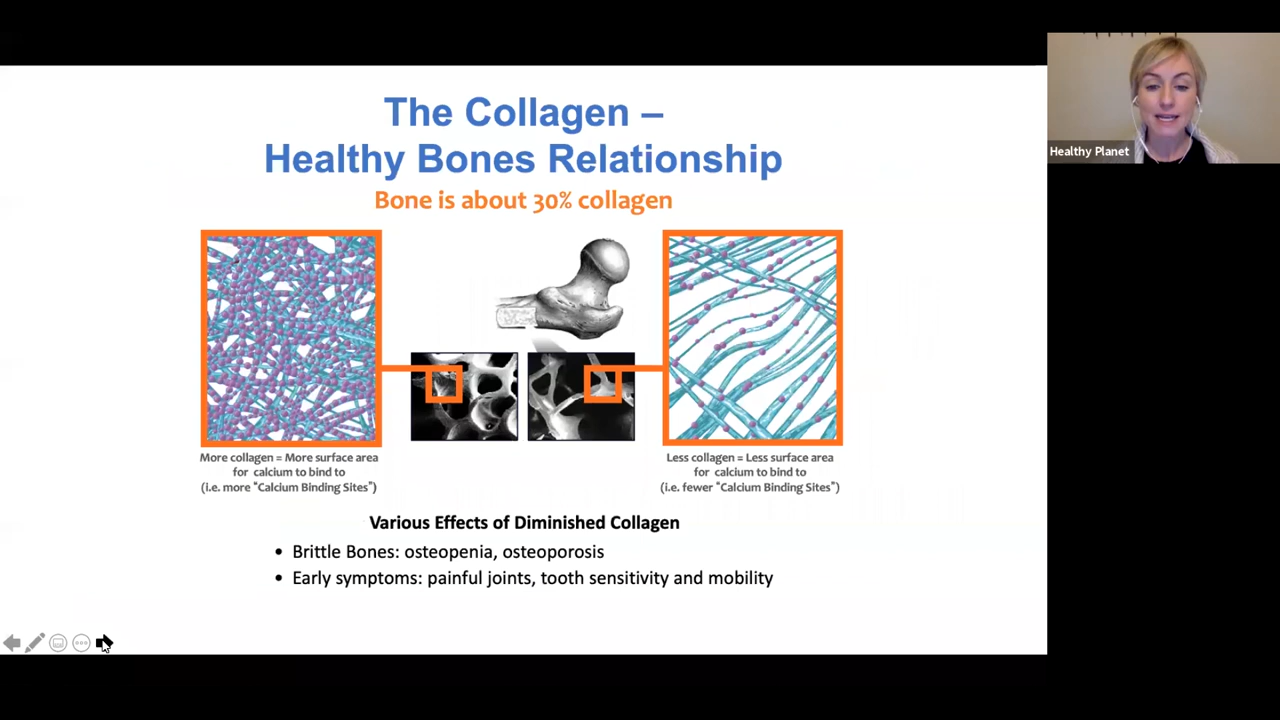 The Collagen –
Healthy Bones Relationship
Bone is about 30% collagen
Healthy Planet
More collagen = More surface area
for calcium to bind to
(i.e. more “Calcium Binding Sites”)
Less collagen = Less surface area
for calcium to bind to
(i.e. fewer “Calcium Binding Sites”)
Various Effects of Diminished Collagen
• Brittle Bones: osteopenia, osteoporosis
• Early symptoms: painful joints, tooth sensitivity and mobility